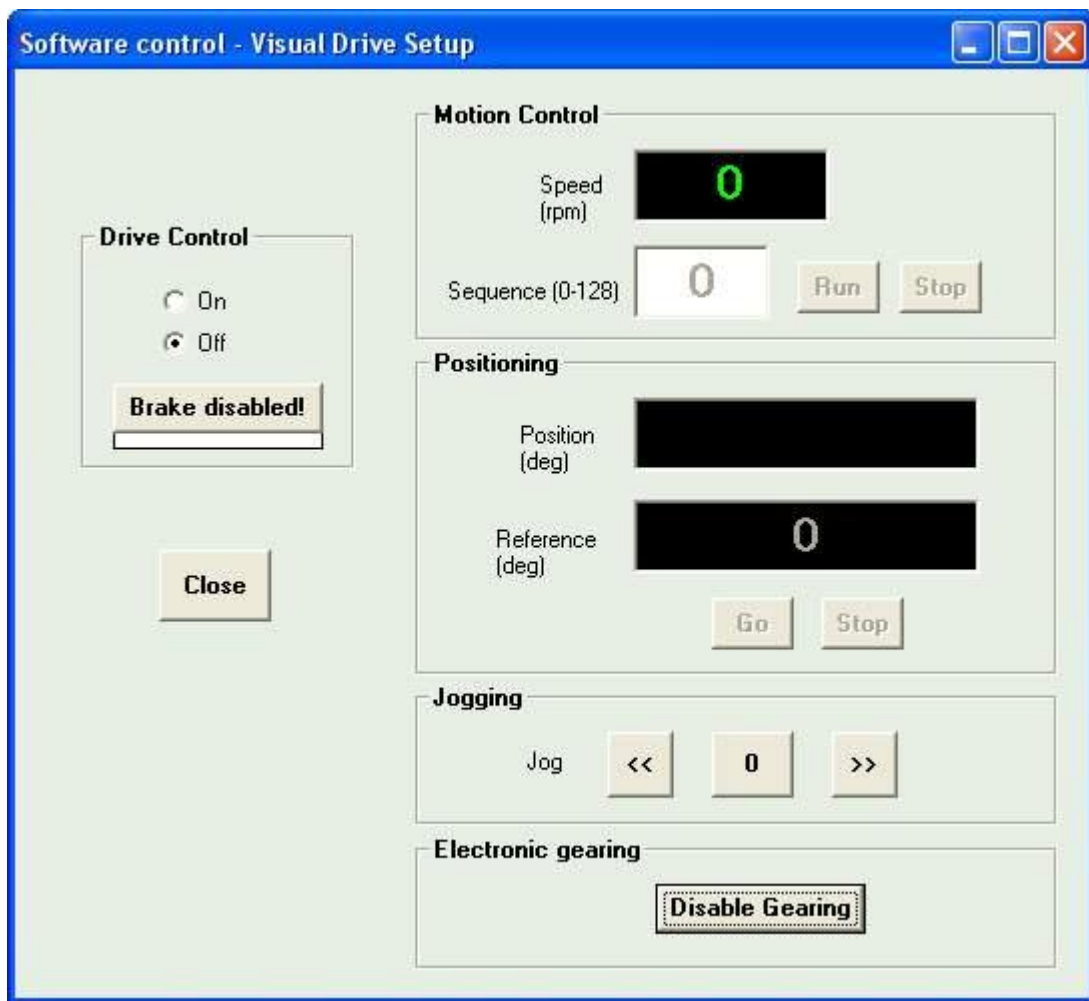 Software control - Visual Drive Setup
Drive Control
On
Off
Brake disabled!
Close
Motion Control
Speed
(rpm)
0
Sequence (0-128)
0
Run
Stop
Positioning
Position
(deg)
Reference
(deg)
0
Go
Stop
Jogging
Jog
<<
0
>>
Electronic gearing
Disable Gearing